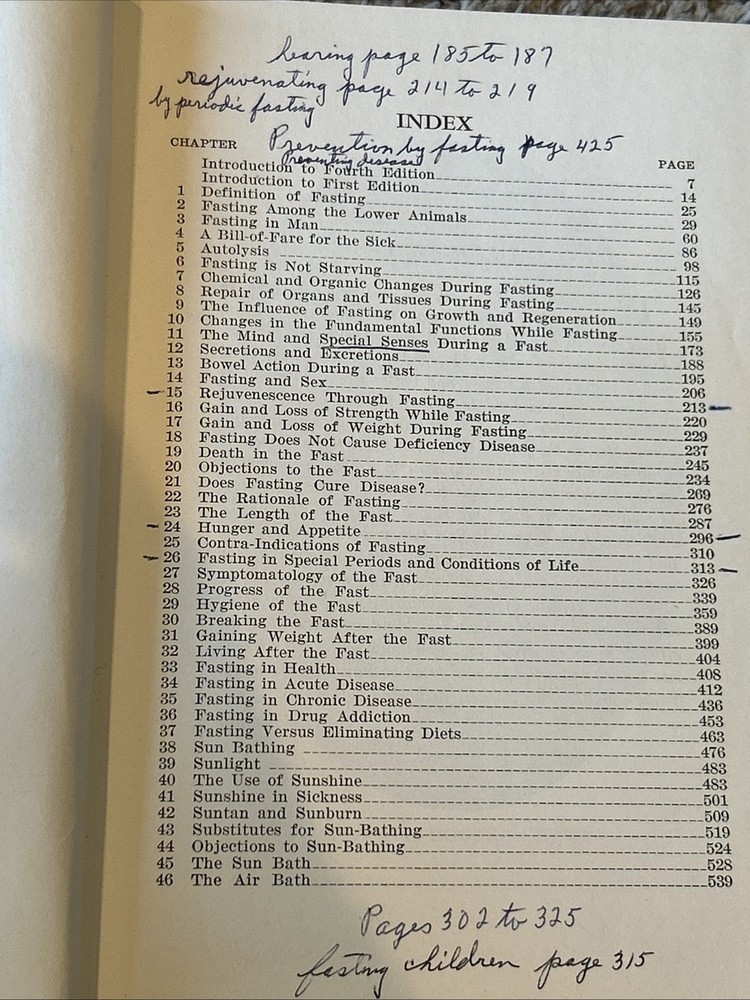 hearing page 185 to 187
rejuvenating page 214 to 219
by periodic fasting
INDEX
CHAPTER Prevention by fasting page 425 PAGE
Preventing disease
Introduction to Fourth Edition 7
Introduction to First Edition 14
1 Definition of Fasting 25
2 Fasting Among the Lower Animals 29
3 Fasting in Man 60
4 A Bill-of-Fare for the Sick 86
5 Autolysis 98
6 Fasting is Not Starving 115
7 Chemical and Organic Changes During Fasting 126
8 Repair of Organs and Tissues During Fasting 145
9 The Influence of Fasting on Growth and Regeneration 149
10 Changes in the Fundamental Functions While Fasting 155
11 The Mind and Special Senses During a Fast 173
12 Secretions and Excretions 188
13 Bowel Action During a Fast 195
14 Fasting and Sex 206
15 Rejuvenescence Through Fasting 213
16 Gain and Loss of Strength While Fasting 220
17 Gain and Loss of Weight During Fasting 229
18 Fasting Does Not Cause Deficiency Disease 237
19 Death in the Fast 245
20 Objections to the Fast 234
21 Does Fasting Cure Disease? 269
22 The Rationale of Fasting 276
23 The Length of the Fast 287
24 Hunger and Appetite 296
25 Contra-Indications of Fasting 310
26 Fasting in Special Periods and Conditions of Life 313
27 Symptomatology of the Fast 326
28 Progress of the Fast 339
29 Hygiene of the Fast 359
30 Breaking the Fast 389
31 Gaining Weight After the Fast 399
32 Living After the Fast 404
33 Fasting in Health 408
34 Fasting in Acute Disease 412
35 Fasting in Chronic Disease 436
36 Fasting in Drug Addiction 453
37 Fasting Versus Eliminating Diets 463
38 Sun Bathing 476
39 Sunlight 483
40 The Use of Sunshine 483
41 Sunshine in Sickness 501
42 Suntan and Sunburn 509
43 Substitutes for Sun-Bathing 519
44 Objections to Sun-Bathing 524
45 The Sun Bath 528
46 The Air Bath 539
Pages 302 to 325
fasting children page 315